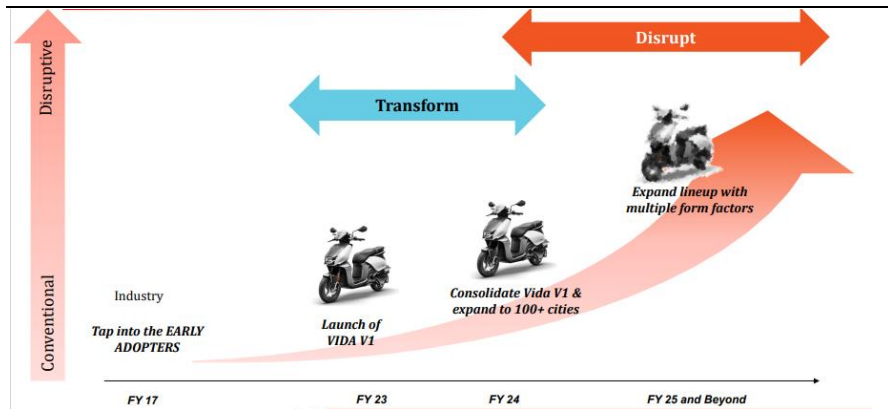 Disruptive
Conventional
Disrupt
Transform
Expand lineup with
multiple form factors
Consolidate Vida V1 &
expand to 100+ cities
Launch of
VIDA V1
Industry
Tap into the EARLY
ADOPTERS
FY 17
FY 23
FY 24
FY 25 and Beyond